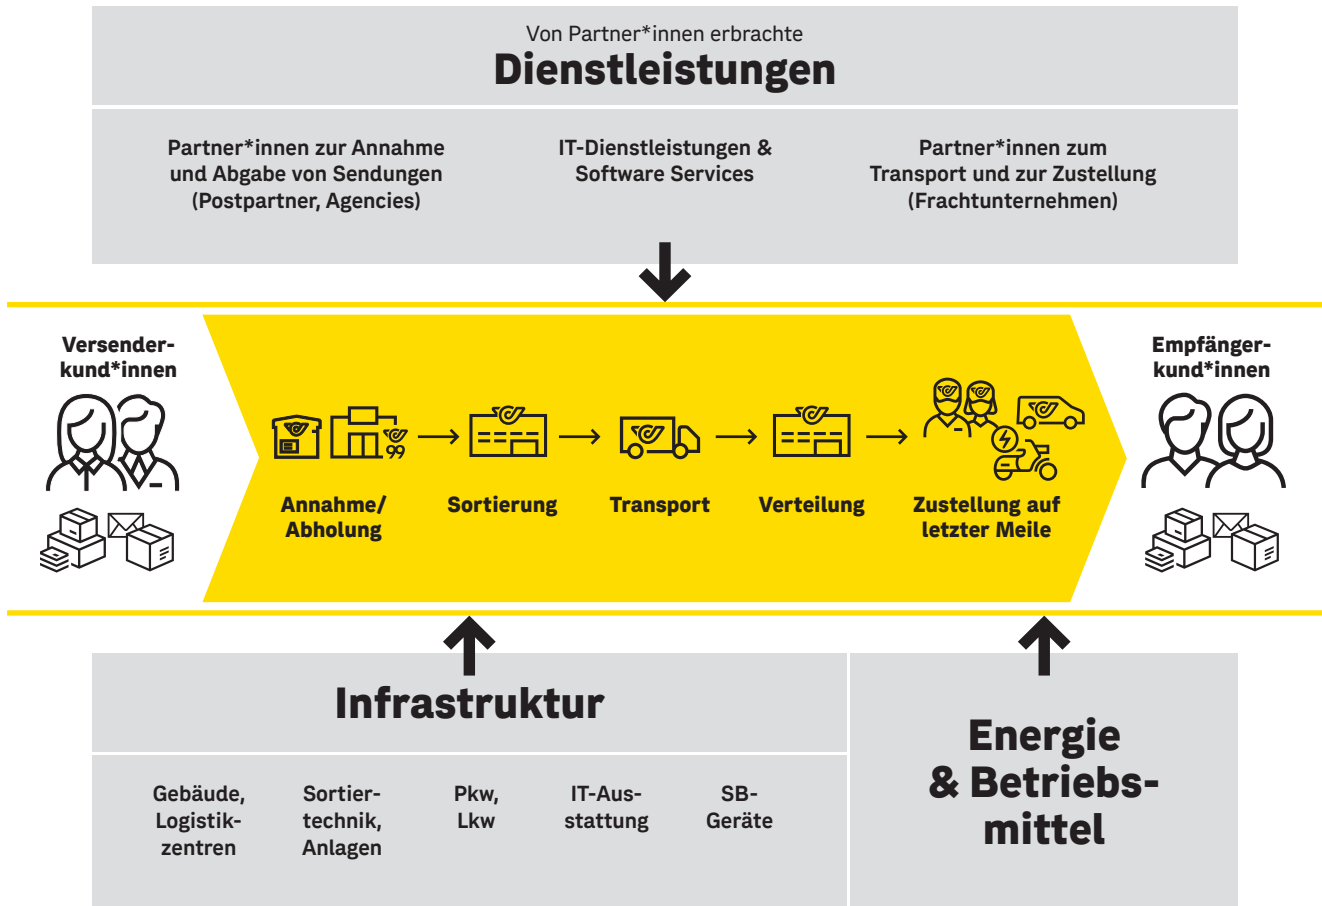 Von Partner*innen erbrachte
Dienstleistungen
Partner*innen zur Annahme
und Abgabe von Sendungen
(Postpartner, Agencies)
IT-Dienstleistungen &
Software Services
Partner*innen zum
Transport und zur Zustellung
(Frachtunternehmen)
Versender-
kund*innen
99
Annahme/
Abholung
Sortierung
Transport
Verteilung
Zustellung auf
letzter Meile
Empfänger-
kund*innen
Infrastruktur
Gebäude,
Logistik-
zentren
Sortier-
technik,
Anlagen
Pkw,
Lkw
IT-Aus-
stattung
SB-
Geräte
Energie
& Betriebs-
mittel